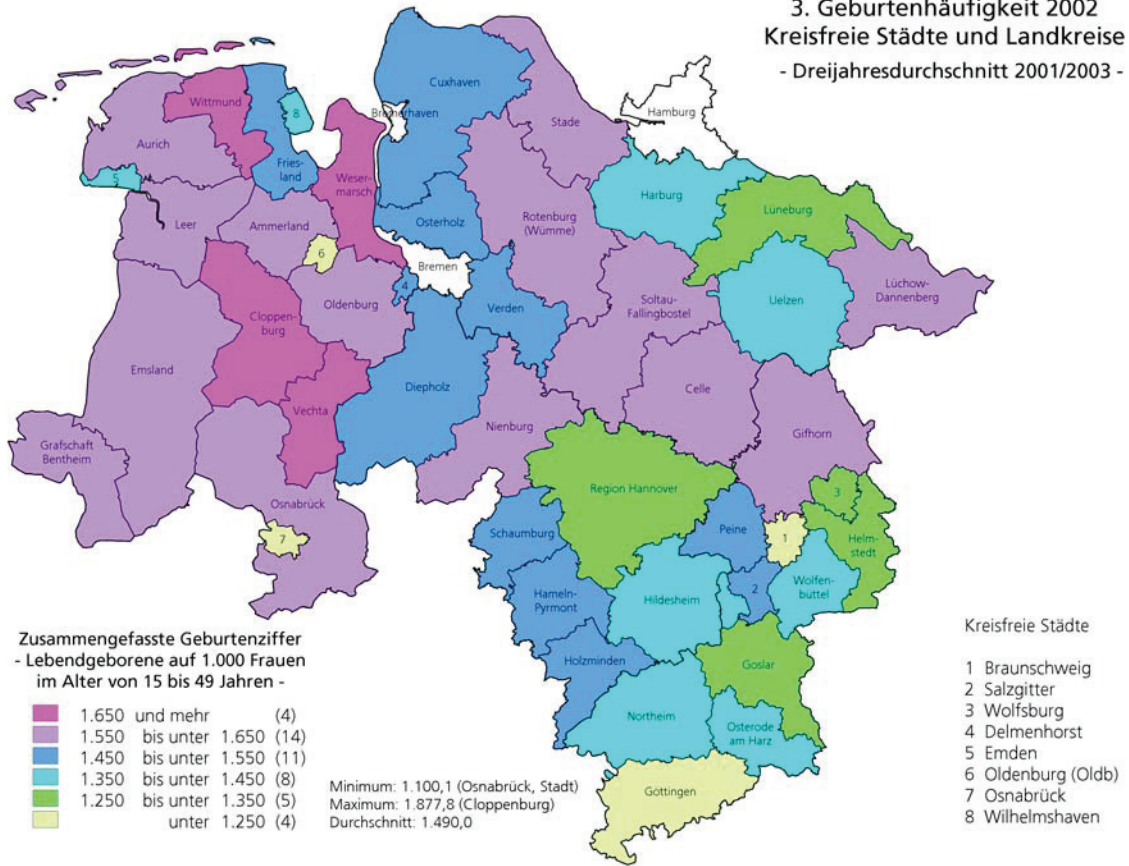 3. Geburtenhäufigkeit 2002
Kreisfreie Städte und Landkreise
- Dreijahresdurchschnitt 2001/2003 -
Cuxhaven
Bremerhaven
Stade
Hamburg
Wittmund
8
Aurich
Fries-
land
Weser-
marsch
5
Harburg
Lüneburg
Leer
Ammerland
Osterholz
Rotenburg
(Wümme)
6
Bremen
4
Oldenburg
Verden
Soltau-
Fallingbostel
Uelzen
Lüchow-
Dannenberg
Cloppen-
burg
Emsland
Vechta
Diepholz
Celle
Nienburg
Gifhorn
Grafschaft
Bentheim
Osnabrück
7
Region Hannover
3
Schaumburg
Peine
1
Helm-
stedt
Hameln-
Pyrmont
Hildesheim
2
Wolfen-
büttel
Holzminden
Goslar
Northeim
Osterode
am Harz
Göttingen
Zusammengefasste Geburtenziffer
- Lebendgeborene auf 1.000 Frauen
im Alter von 15 bis 49 Jahren -
1.650 und mehr (4)
1.550 bis unter 1.650 (14)
1.450 bis unter 1.550 (11)
1.350 bis unter 1.450 (8)
1.250 bis unter 1.350 (5)
unter 1.250 (4)
Minimum: 1.100,1 (Osnabrück, Stadt)
Maximum: 1.877,8 (Cloppenburg)
Durchschnitt: 1.490,0
Kreisfreie Städte
1 Braunschweig
2 Salzgitter
3 Wolfsburg
4 Delmenhorst
5 Emden
6 Oldenburg (Oldb)
7 Osnabrück
8 Wilhelmshaven